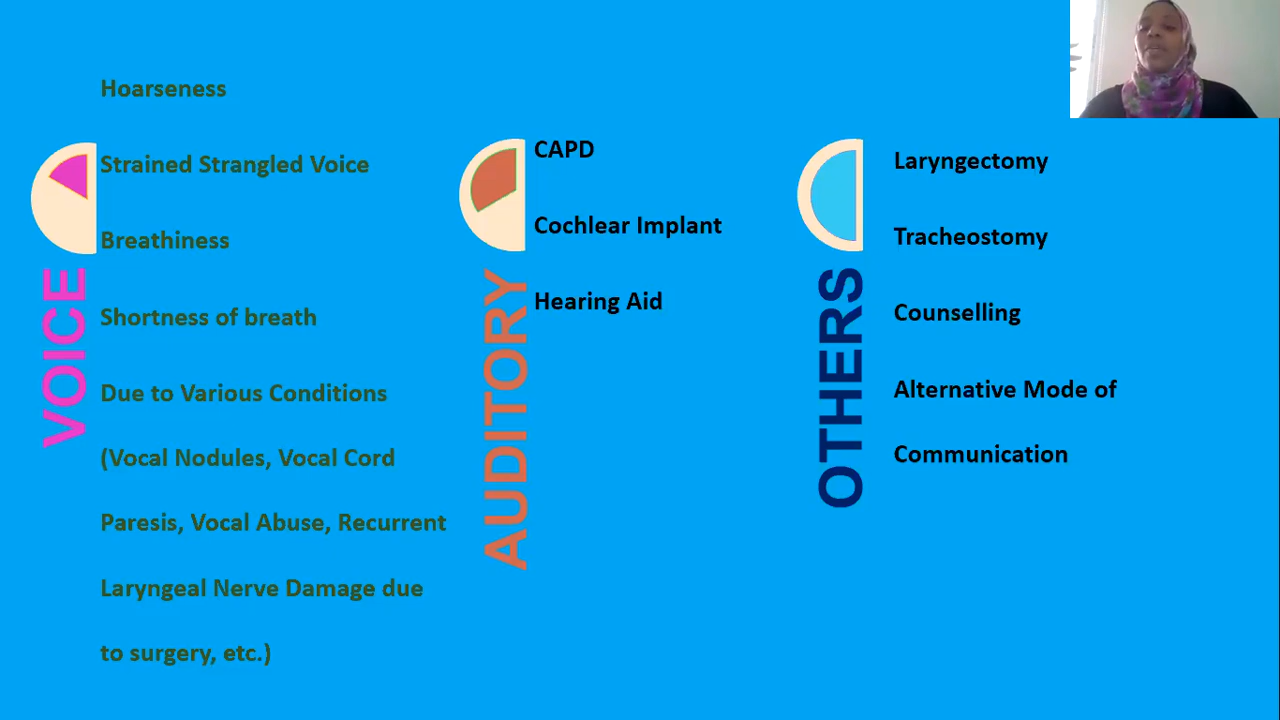 VOICE
Hoarseness
Strained Strangled Voice
Breathiness
Shortness of breath
Due to Various Conditions
(Vocal Nodules, Vocal Cord
Paresis, Vocal Abuse, Recurrent
Laryngeal Nerve Damage due
to surgery, etc.)
AUDITORY
CAPD
Cochlear Implant
Hearing Aid
OTHERS
Laryngectomy
Tracheostomy
Counselling
Alternative Mode of
Communication